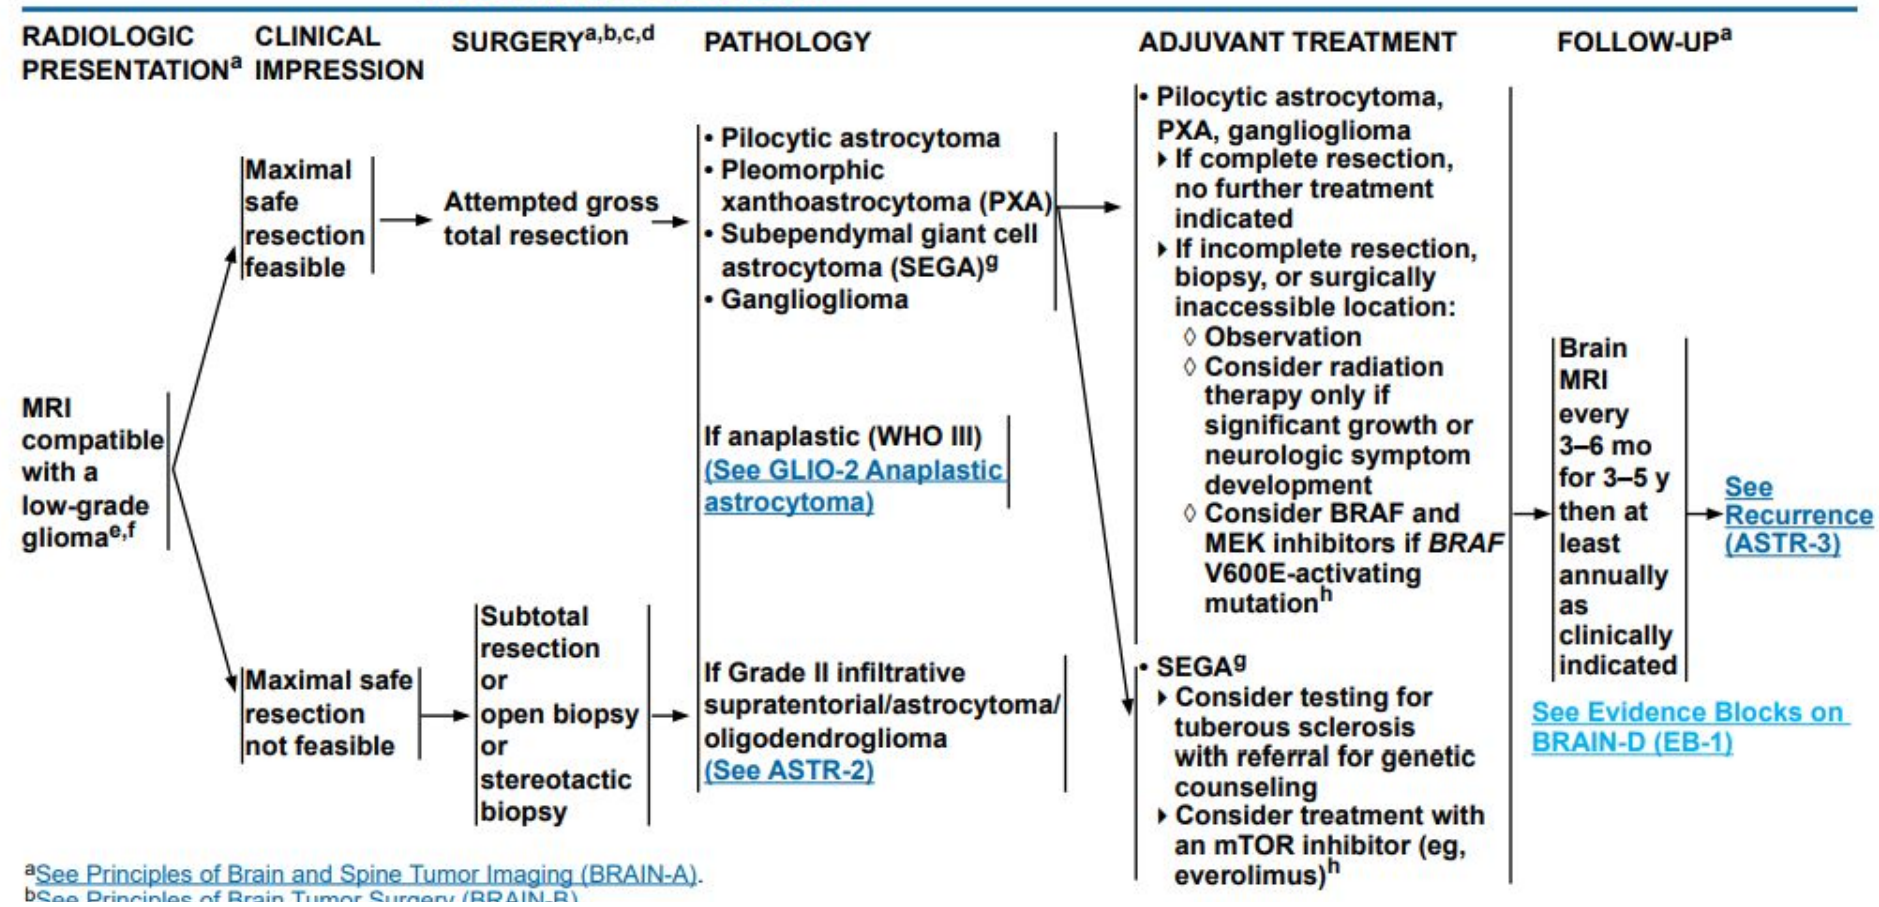 RADIOLOGIC
PRESENTATIONa
CLINICAL
IMPRESSION
SURGERYa,b,c,d
PATHOLOGY
ADJUVANT TREATMENT
FOLLOW-UPa
MRI
compatible
with a
low-grade
gliomae,f
Maximal
safe
resection
feasible
Attempted gross
total resection
Maximal safe
resection
not feasible
Subtotal
resection
or
open biopsy
or
stereotactic
biopsy
• Pilocytic astrocytoma
• Pleomorphic
xanthoastrocytoma (PXA)
• Subependymal giant cell
astrocytoma (SEGA)g
• Ganglioglioma
If anaplastic (WHO III)
(See GLIO-2 Anaplastic
astrocytoma)
If Grade II infiltrative
supratentorial/astrocytoma/
oligodendroglioma
(See ASTR-2)
• Pilocytic astrocytoma,
PXA, ganglioglioma
▸ If complete resection,
no further treatment
indicated
▸ If incomplete resection,
biopsy, or surgically
inaccessible location:
◊ Observation
◊ Consider radiation
therapy only if
significant growth or
neurologic symptom
development
◊ Consider BRAF and
MEK inhibitors if BRAF
V600E-activating
mutationh
• SEGAg
▸ Consider testing for
tuberous sclerosis
with referral for genetic
counseling
▸ Consider treatment with
an mTOR inhibitor (eg,
everolimus)h
Brain
MRI
every
3–6 mo
for 3–5 y
then at
least
annually
as
clinically
indicated
See
Recurrence
(ASTR-3)
See Evidence Blocks on
BRAIN-D (EB-1)
aSee Principles of Brain and Spine Tumor Imaging (BRAIN-A).
bSee Principles of Brain Tumor Surgery (BRAIN-B)